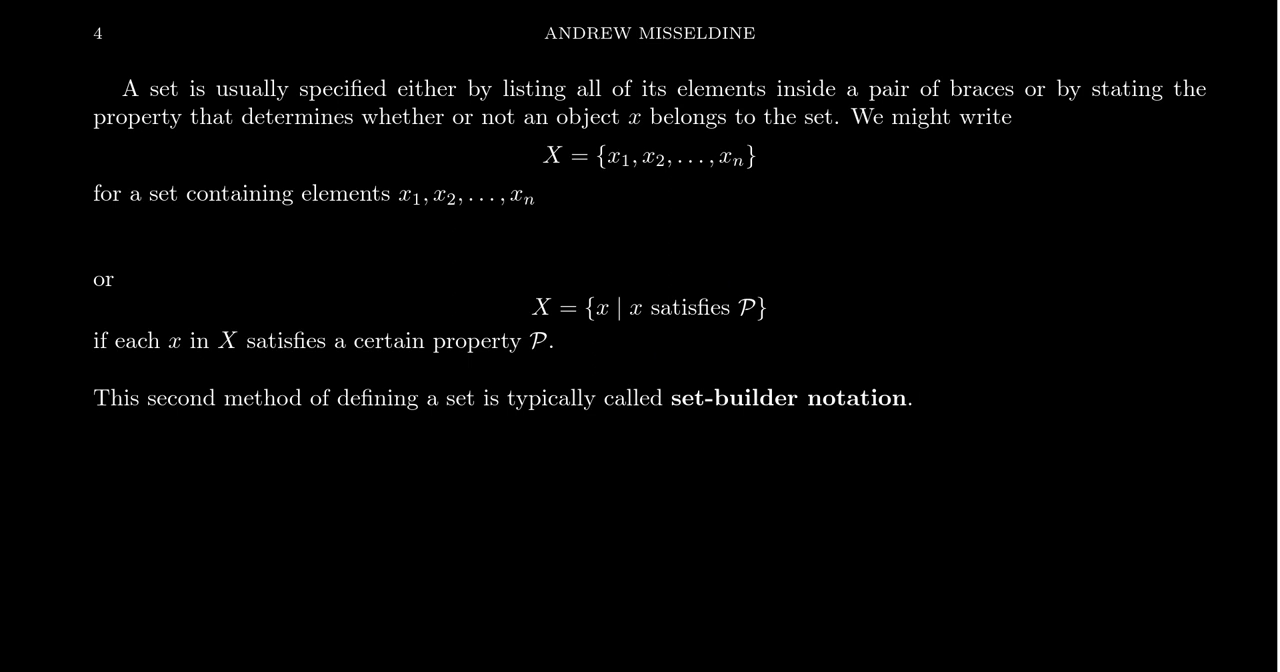 4 ANDREW MISSELDINE
A set is usually specified either by listing all of its elements inside a pair of braces or by stating the
property that determines whether or not an object x belongs to the set. We might write
X = {x₁, x₂, . . . , xₙ}
for a set containing elements x₁, x₂, . . . , xₙ
or
X = {x | x satisfies 𝒫}
if each x in X satisfies a certain property 𝒫.
This second method of defining a set is typically called set-builder notation.